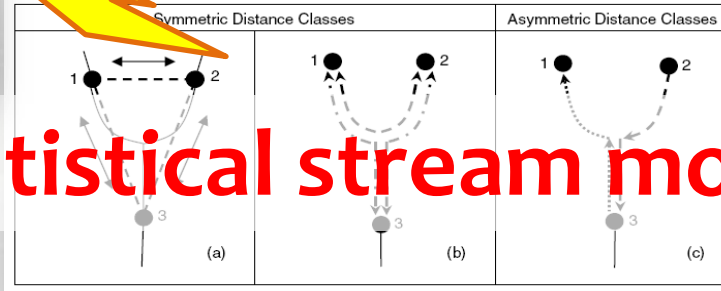 Symmetric Distance Classes
Asymmetric Distance Classes
1 2
1 2
1 2
tistical stream mo
3 3 3
(a) (b) (c)